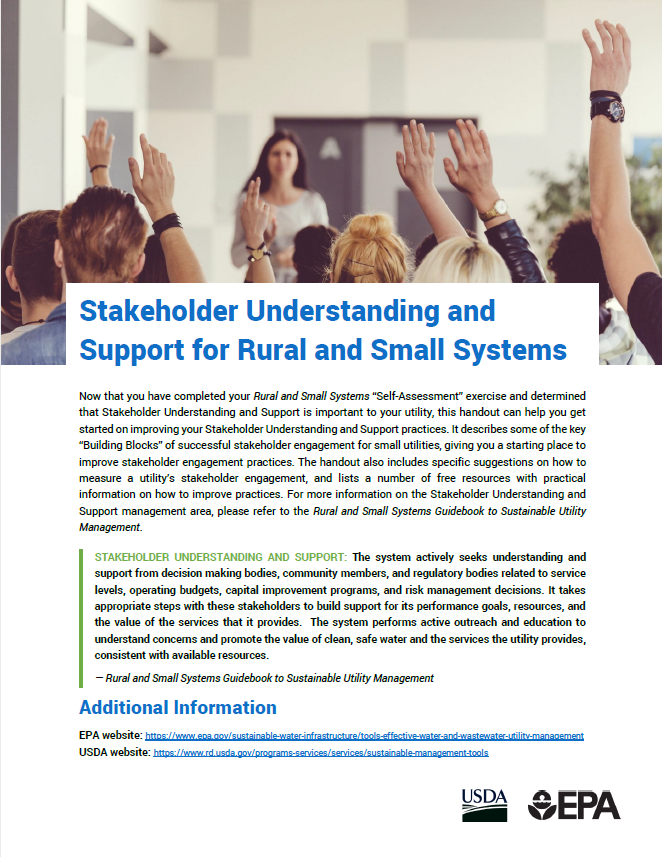 A
Stakeholder Understanding and
Support for Rural and Small Systems
Now that you have completed your Rural and Small Systems “Self-Assessment” exercise and determined
that Stakeholder Understanding and Support is important to your utility, this handout can help you get
started on improving your Stakeholder Understanding and Support practices. It describes some of the key
“Building Blocks” of successful stakeholder engagement for small utilities, giving you a starting place to
improve stakeholder engagement practices. The handout also includes specific suggestions on how to
measure a utility’s stakeholder engagement, and lists a number of free resources with practical
information on how to improve practices. For more information on the Stakeholder Understanding and
Support management area, please refer to the Rural and Small Systems Guidebook to Sustainable Utility
Management.
STAKEHOLDER UNDERSTANDING AND SUPPORT: The system actively seeks understanding and
support from decision making bodies, community members, and regulatory bodies related to service
levels, operating budgets, capital improvement programs, and risk management decisions. It takes
appropriate steps with these stakeholders to build support for its performance goals, resources, and
the value of the services that it provides. The system performs active outreach and education to
understand concerns and promote the value of clean, safe water and the services the utility provides,
consistent with available resources.
— Rural and Small Systems Guidebook to Sustainable Utility Management
Additional Information
EPA website: https://www.epa.gov/sustainable-water-infrastructure/tools-effective-water-and-wastewater-utility-management
USDA website: https://www.rd.usda.gov/programs-services/services/sustainable-management-tools
USDA
EPA